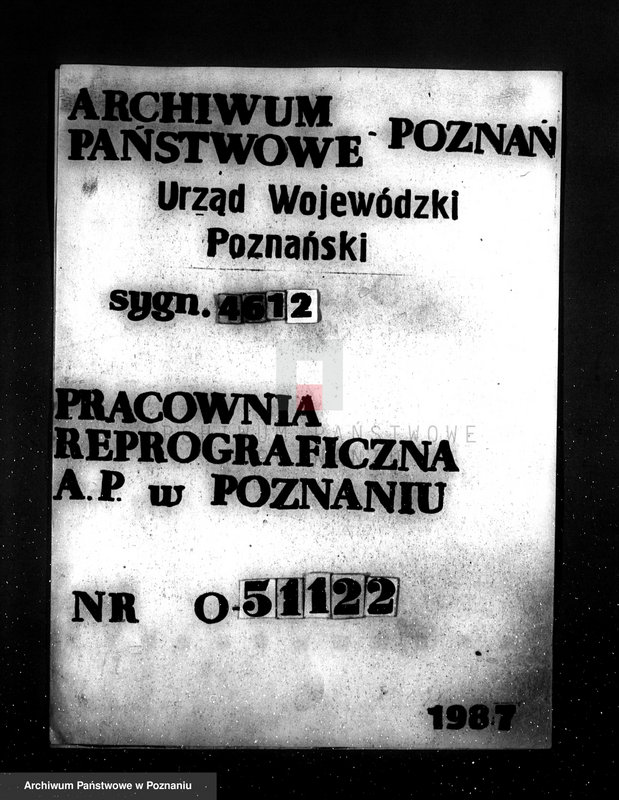 ARCHIWUM
PAŃSTWOWE - POZNAŃ
Urząd Wojewódzki
Poznański
sygn. 4612
PRACOWNIA
REPROGRAFICZNA
A.P. w POZNANIU
NR O-51122
1987
Archiwum Państwowe w Poznaniu